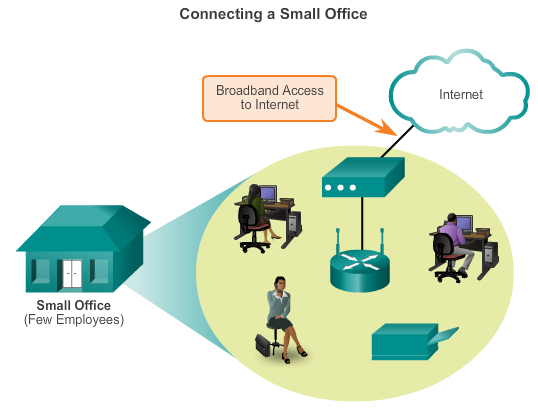 Connecting a Small Office
Broadband Access
to Internet
Internet
Small Office
(Few Employees)